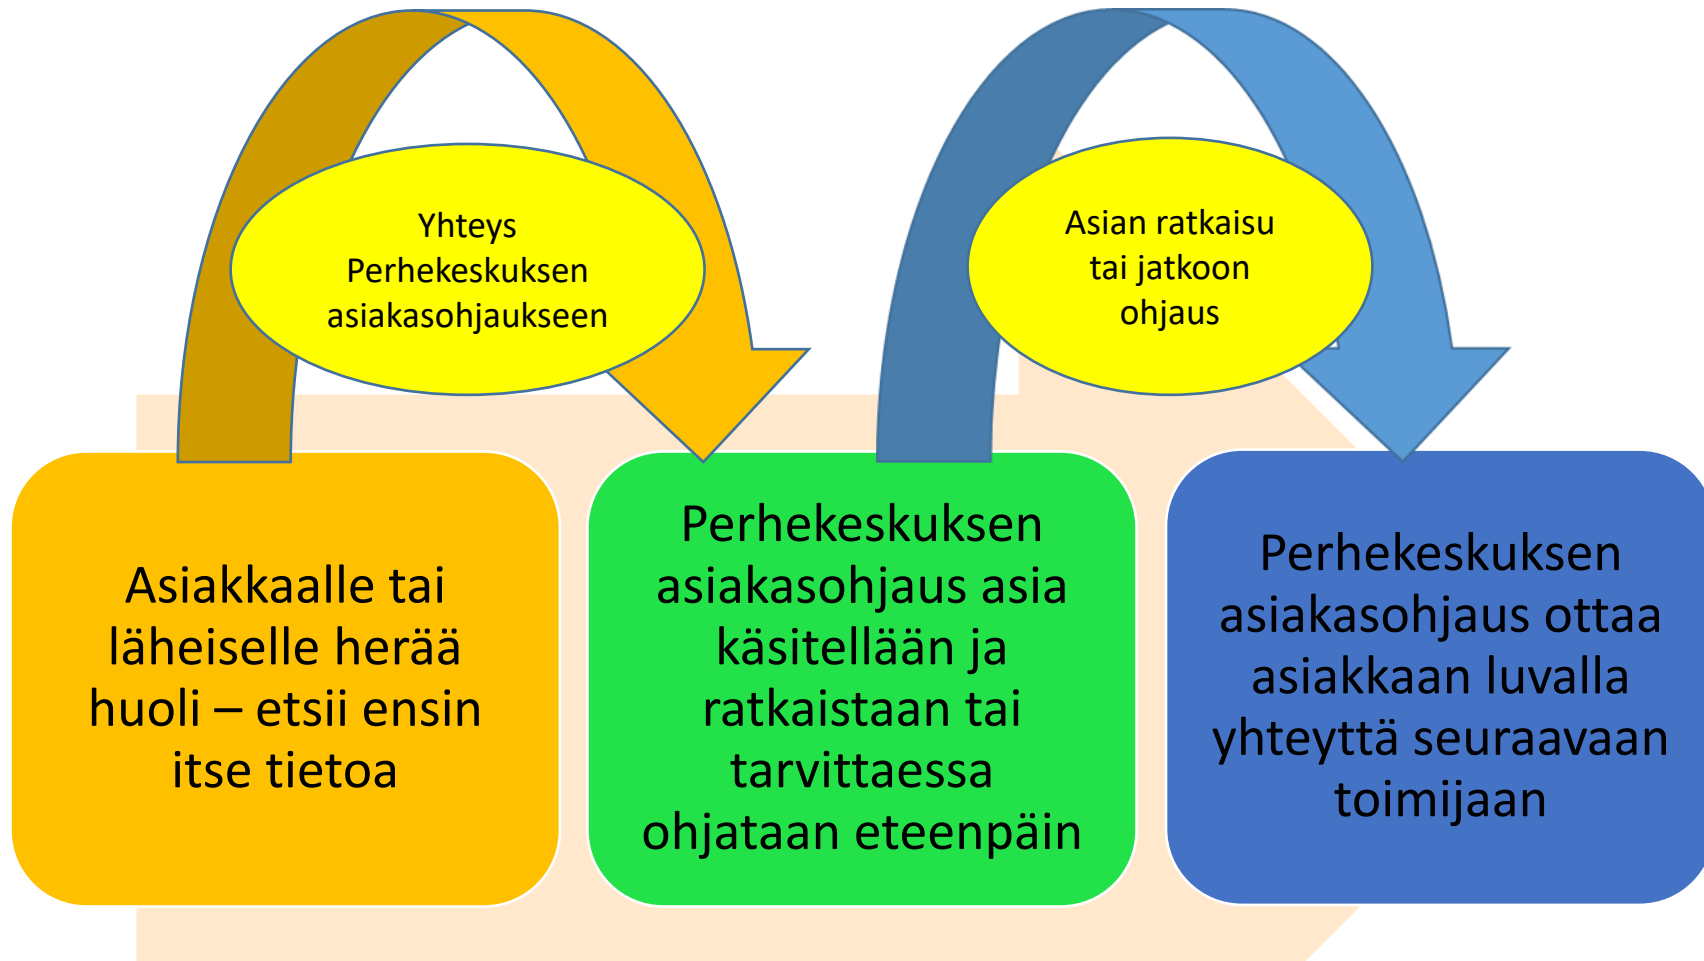 Yhteys
Perhekeskuksen
asiakasohjaukseen
Asian ratkaisu
tai jatkoon
ohjaus
Asiakkaalle tai
läheiselle herää
huoli – etsii ensin
itse tietoa
Perhekeskuksen
asiakasohjaus asia
käsitellään ja
ratkaistaan tai
tarvittaessa
ohjataan eteenpäin
Perhekeskuksen
asiakasohjaus ottaa
asiakkaan luvalla
yhteyttä seuraavaan
toimijaan